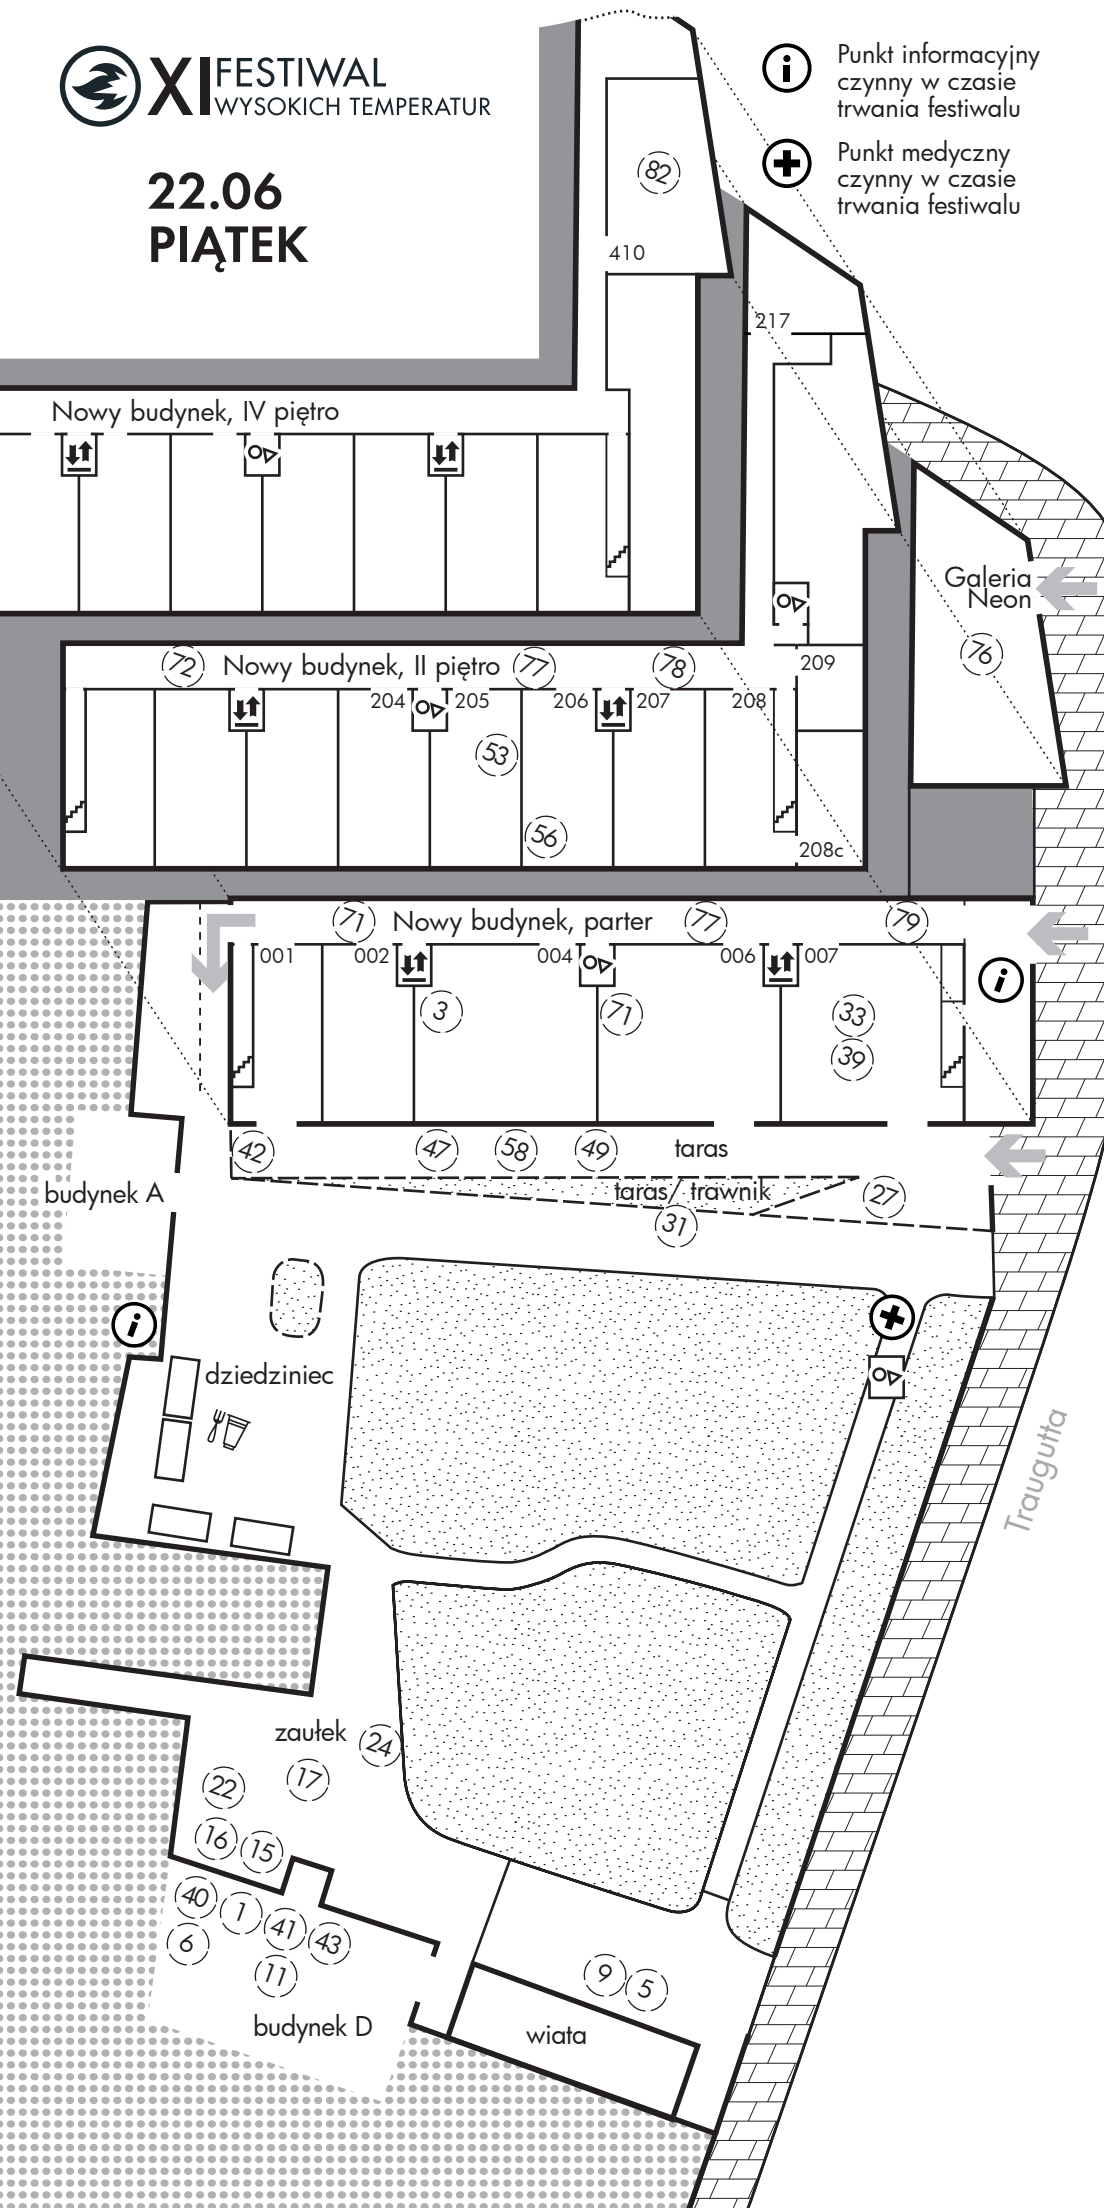 XI FESTIWAL
WYSOKICH TEMPERATUR
22.06
PIĄTEK
Punkt informacyjny
czynny w czasie
trwania festiwalu
Punkt medyczny
czynny w czasie
trwania festiwalu
82
410
217
Nowy budynek, IV piętro
Galeria
Neon
76
72 Nowy budynek, II piętro 77 78
209
204 205 206 207 208
53
56
208c
71 Nowy budynek, parter 77 79
001 002 004 006 007
3 71 33
39
42 47 58 49 taras
taras/ trawnik
27
31
budynek A
dziedziniec
Traugutta
zaułek 24
17
22
16 15
40 1 41 43
6
11
9 5
budynek D
wiata